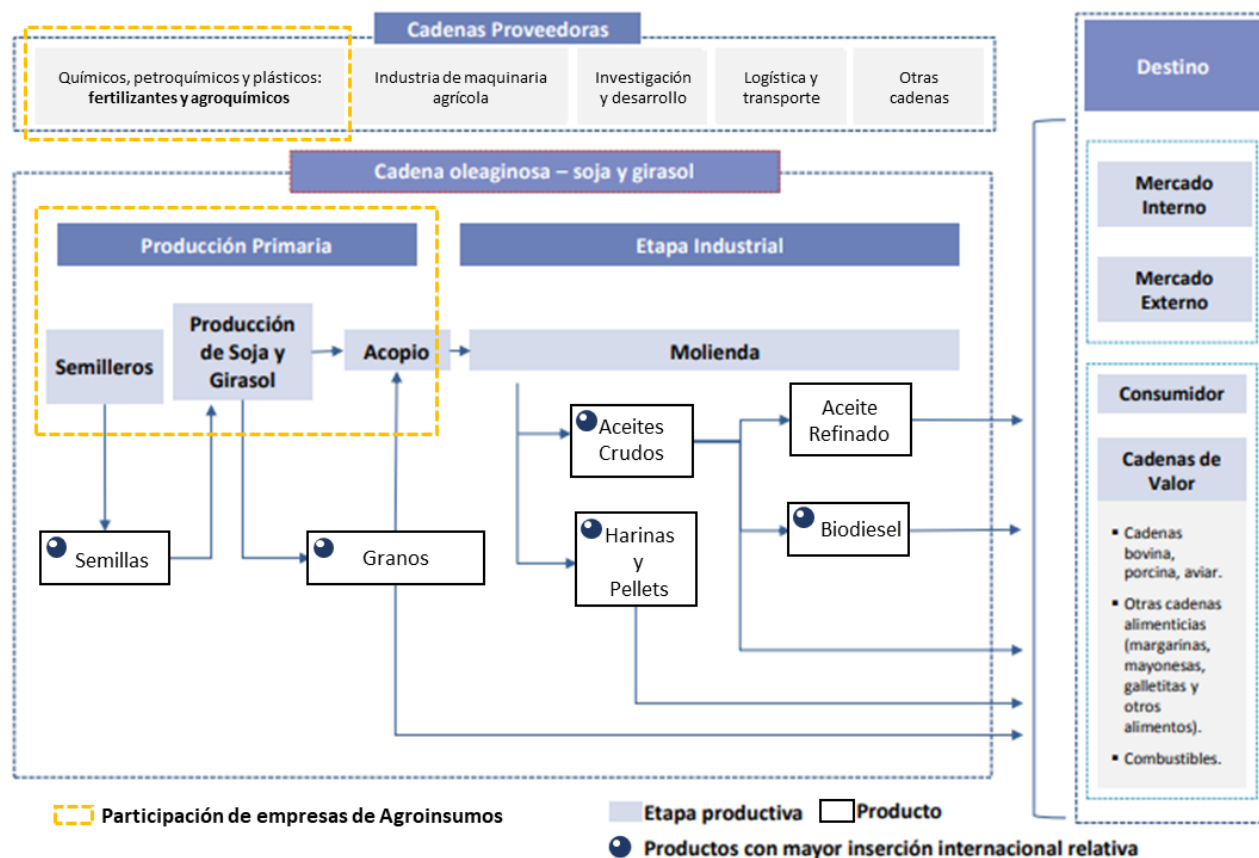 Cadenas Proveedoras
Químicos, petroquímicos y plásticos:
fertilizantes y agroquímicos
Industria de maquinaria
agrícola
Investigación
y desarrollo
Logística y
transporte
Otras
cadenas
Cadena oleaginosa – soja y girasol
Producción Primaria
Etapa Industrial
Semilleros
Producción
de Soja y
Girasol
Acopio
Molienda
Semillas
Granos
Aceites
Crudos
Harinas
y
Pellets
Aceite
Refinado
Biodiesel
Destino
Mercado
Interno
Mercado
Externo
Consumidor
Cadenas de
Valor
▪ Cadenas
bovina,
porcina, aviar.
▪ Otras cadenas
alimenticias
(margarinas,
mayonesas,
galletitas y
otros
alimentos).
▪ Combustibles.
Participación de empresas de Agroinsumos
Etapa productiva
Producto
Productos con mayor inserción internacional relativa